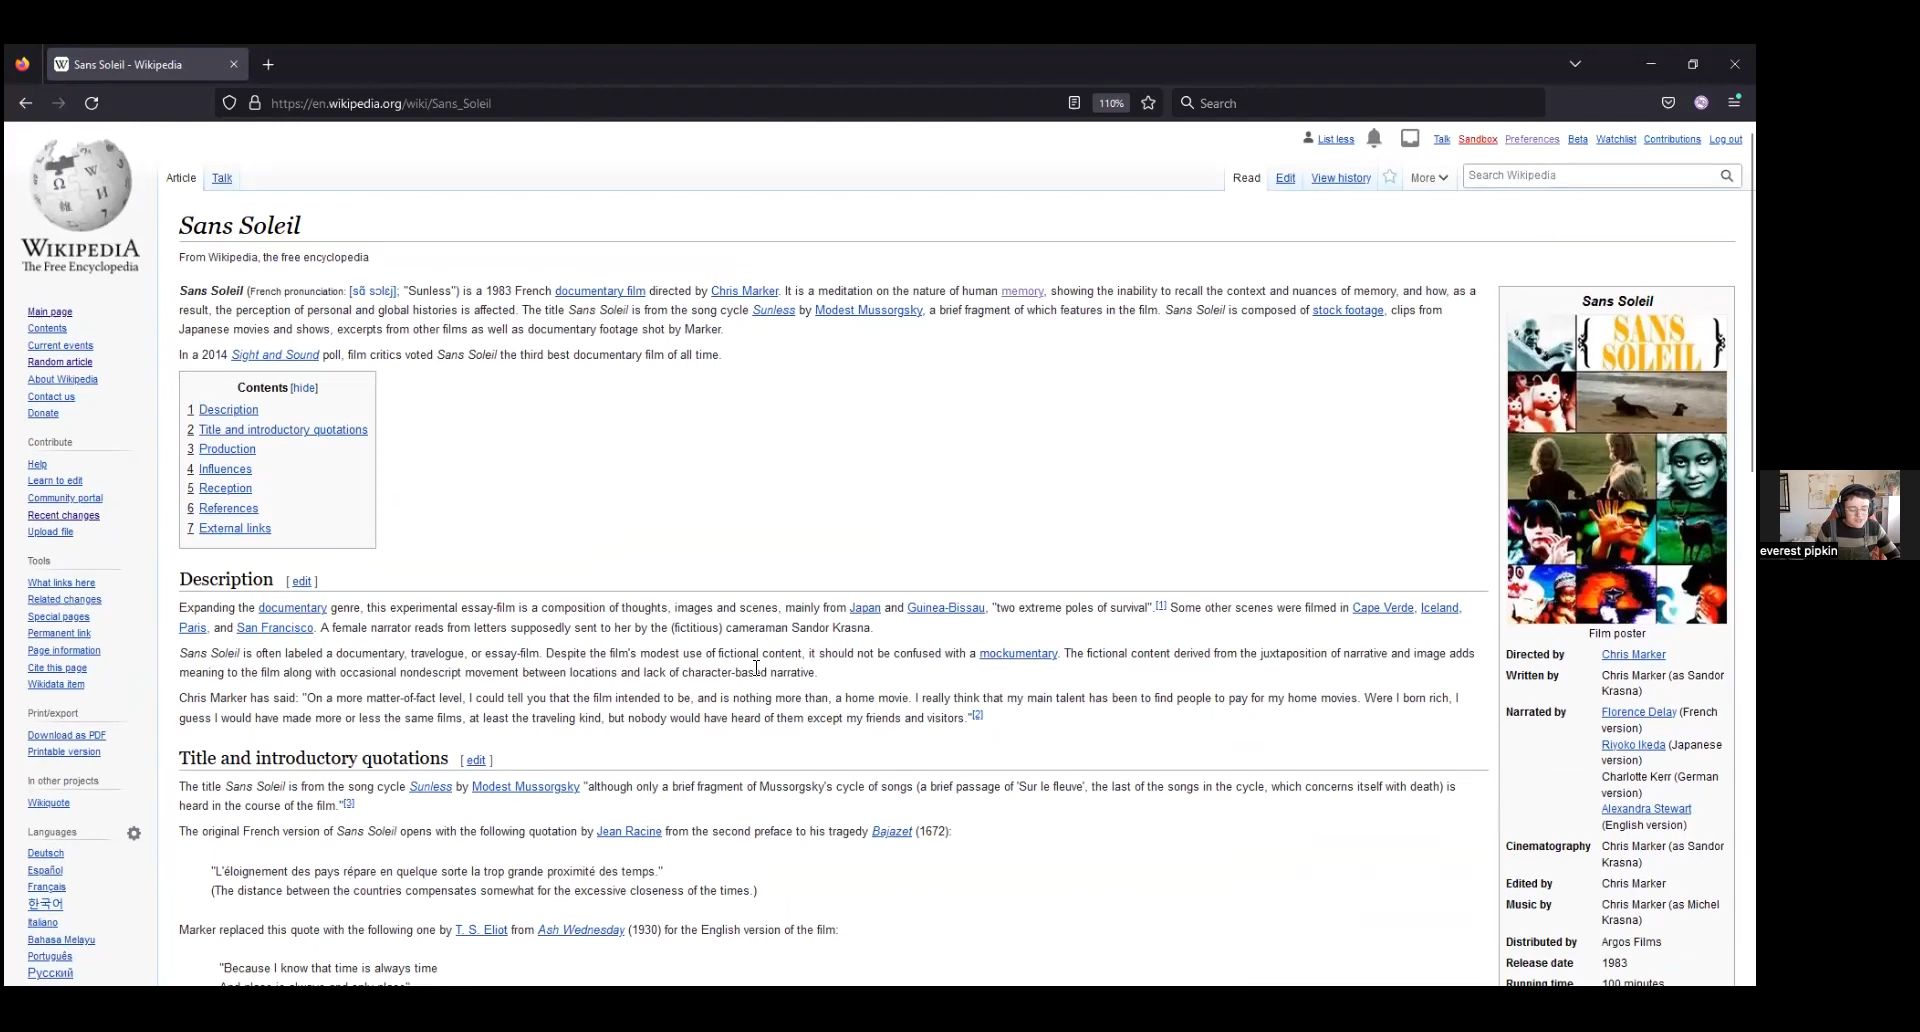 Sans Soleil - Wikipedia
https://en.wikipedia.org/wiki/Sans_Soleil
110%
Search
List less
Talk
Sandbox
Preferences
Beta
Watchlist
Contributions
Log out
Article
Talk
Read
Edit
View history
More
Search Wikipedia
WIKIPEDIA
The Free Encyclopedia
Main page
Contents
Current events
Random article
About Wikipedia
Contact us
Donate
Contribute
Help
Learn to edit
Community portal
Recent changes
Upload file
Tools
What links here
Related changes
Special pages
Permanent link
Page information
Cite this page
Wikidata item
Print/export
Download as PDF
Printable version
In other projects
Wikiquote
Languages
Deutsch
Español
Français
한국어
Italiano
Bahasa Melayu
Português
Русский
Sans Soleil
From Wikipedia, the free encyclopedia
Sans Soleil (French pronunciation: [sɑ̃ sɔlɛj]; "Sunless") is a 1983 French documentary film directed by Chris Marker. It is a meditation on the nature of human memory, showing the inability to recall the context and nuances of memory, and how, as a
result, the perception of personal and global histories is affected. The title Sans Soleil is from the song cycle Sunless by Modest Mussorgsky, a brief fragment of which features in the film. Sans Soleil is composed of stock footage, clips from
Japanese movies and shows, excerpts from other films as well as documentary footage shot by Marker.
In a 2014 Sight and Sound poll, film critics voted Sans Soleil the third best documentary film of all time.
Contents [hide]
1 Description
2 Title and introductory quotations
3 Production
4 Influences
5 Reception
6 References
7 External links
Description [ edit ]
Expanding the documentary genre, this experimental essay-film is a composition of thoughts, images and scenes, mainly from Japan and Guinea-Bissau, "two extreme poles of survival".[1] Some other scenes were filmed in Cape Verde, Iceland,
Paris, and San Francisco. A female narrator reads from letters supposedly sent to her by the (fictitious) cameraman Sandor Krasna.
Sans Soleil is often labeled a documentary, travelogue, or essay-film. Despite the film's modest use of fictional content, it should not be confused with a mockumentary. The fictional content derived from the juxtaposition of narrative and image adds
meaning to the film along with occasional nondescript movement between locations and lack of character-based narrative.
Chris Marker has said: "On a more matter-of-fact level, I could tell you that the film intended to be, and is nothing more than, a home movie. I really think that my main talent has been to find people to pay for my home movies. Were I born rich, I
guess I would have made more or less the same films, at least the traveling kind, but nobody would have heard of them except my friends and visitors."[2]
Title and introductory quotations [ edit ]
The title Sans Soleil is from the song cycle Sunless by Modest Mussorgsky "although only a brief fragment of Mussorgsky's cycle of songs (a brief passage of 'Sur le fleuve', the last of the songs in the cycle, which concerns itself with death) is
heard in the course of the film."[3]
The original French version of Sans Soleil opens with the following quotation by Jean Racine from the second preface to his tragedy Bajazet (1672):
"L'éloignement des pays répare en quelque sorte la trop grande proximité des temps."
(The distance between the countries compensates somewhat for the excessive closeness of the times.)
Marker replaced this quote with the following one by T. S. Eliot from Ash Wednesday (1930) for the English version of the film:
"Because I know that time is always time
And place is always and only place"
Sans Soleil
{ SANS
SOLEIL }
Film poster
Directed by Chris Marker
Written by Chris Marker (as Sandor
Krasna)
Narrated by Florence Delay (French
version)
Riyoko Ikeda (Japanese
version)
Charlotte Kerr (German
version)
Alexandra Stewart
(English version)
Cinematography Chris Marker (as Sandor
Krasna)
Edited by Chris Marker
Music by Chris Marker (as Michel
Krasna)
Distributed by Argos Films
Release date 1983
Running time 100 minutes
everest pipkin